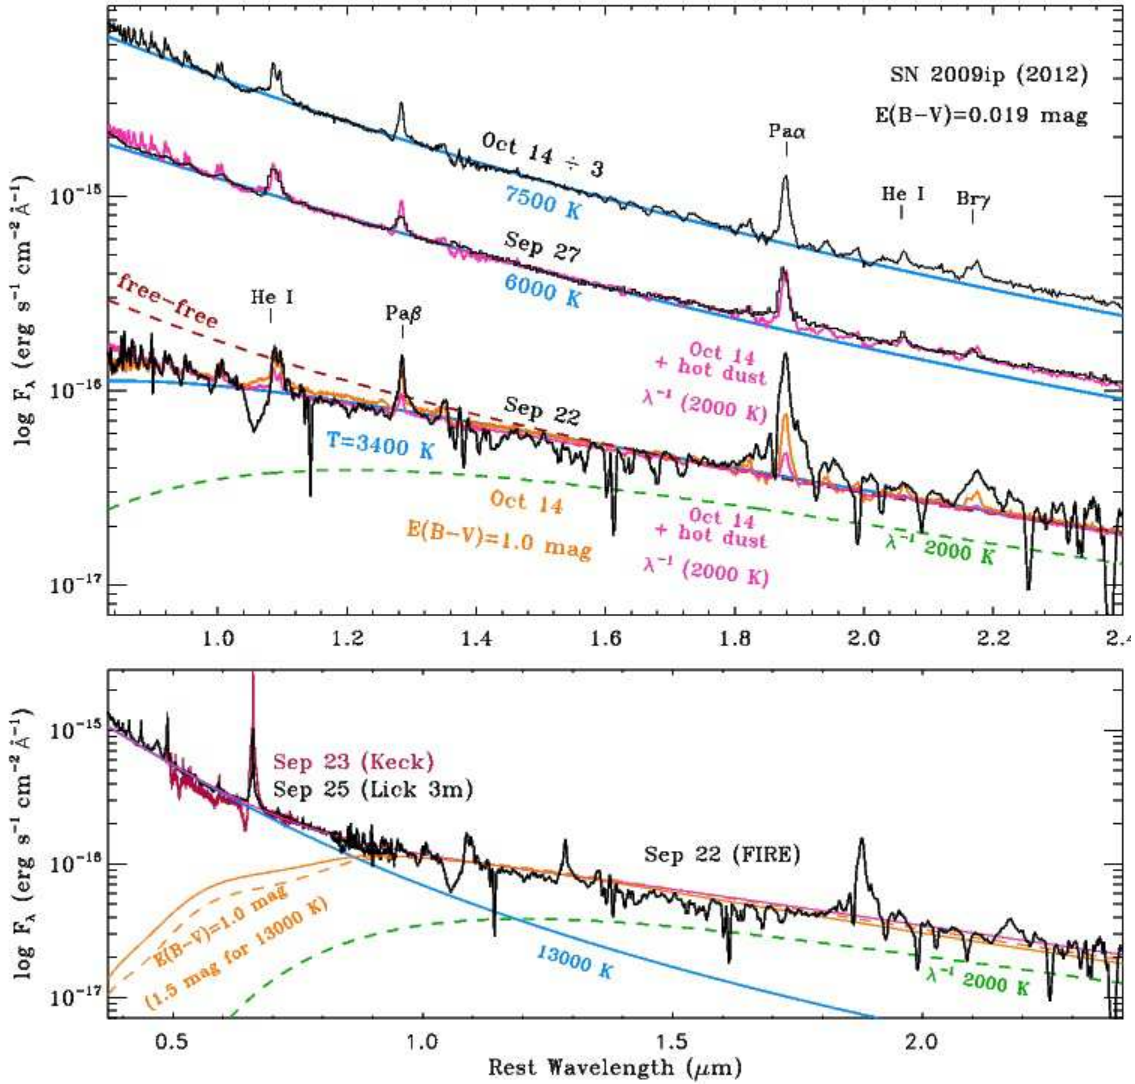 SN 2009ip (2012)
E(B−V)=0.019 mag
Oct 14 ÷ 3
7500 K
Paα
He I
Brγ
Sep 27
6000 K
free−free
He I
Paβ
Oct 14
+ hot dust
λ⁻¹ (2000 K)
Sep 22
T=3400 K
Oct 14
E(B−V)=1.0 mag
Oct 14
+ hot dust
λ⁻¹ (2000 K)
λ⁻¹ 2000 K
log Fλ (erg s⁻¹ cm⁻² Å⁻¹)
10⁻¹⁵
10⁻¹⁶
10⁻¹⁷
1.0 1.2 1.4 1.6 1.8 2.0 2.2 2.4
Sep 23 (Keck)
Sep 25 (Lick 3m)
Sep 22 (FIRE)
E(B−V)=1.0 mag
(1.5 mag for 13000 K)
13000 K
λ⁻¹ 2000 K
log Fλ (erg s⁻¹ cm⁻² Å⁻¹)
10⁻¹⁵
10⁻¹⁶
10⁻¹⁷
0.5 1.0 1.5 2.0
Rest Wavelength (μm)